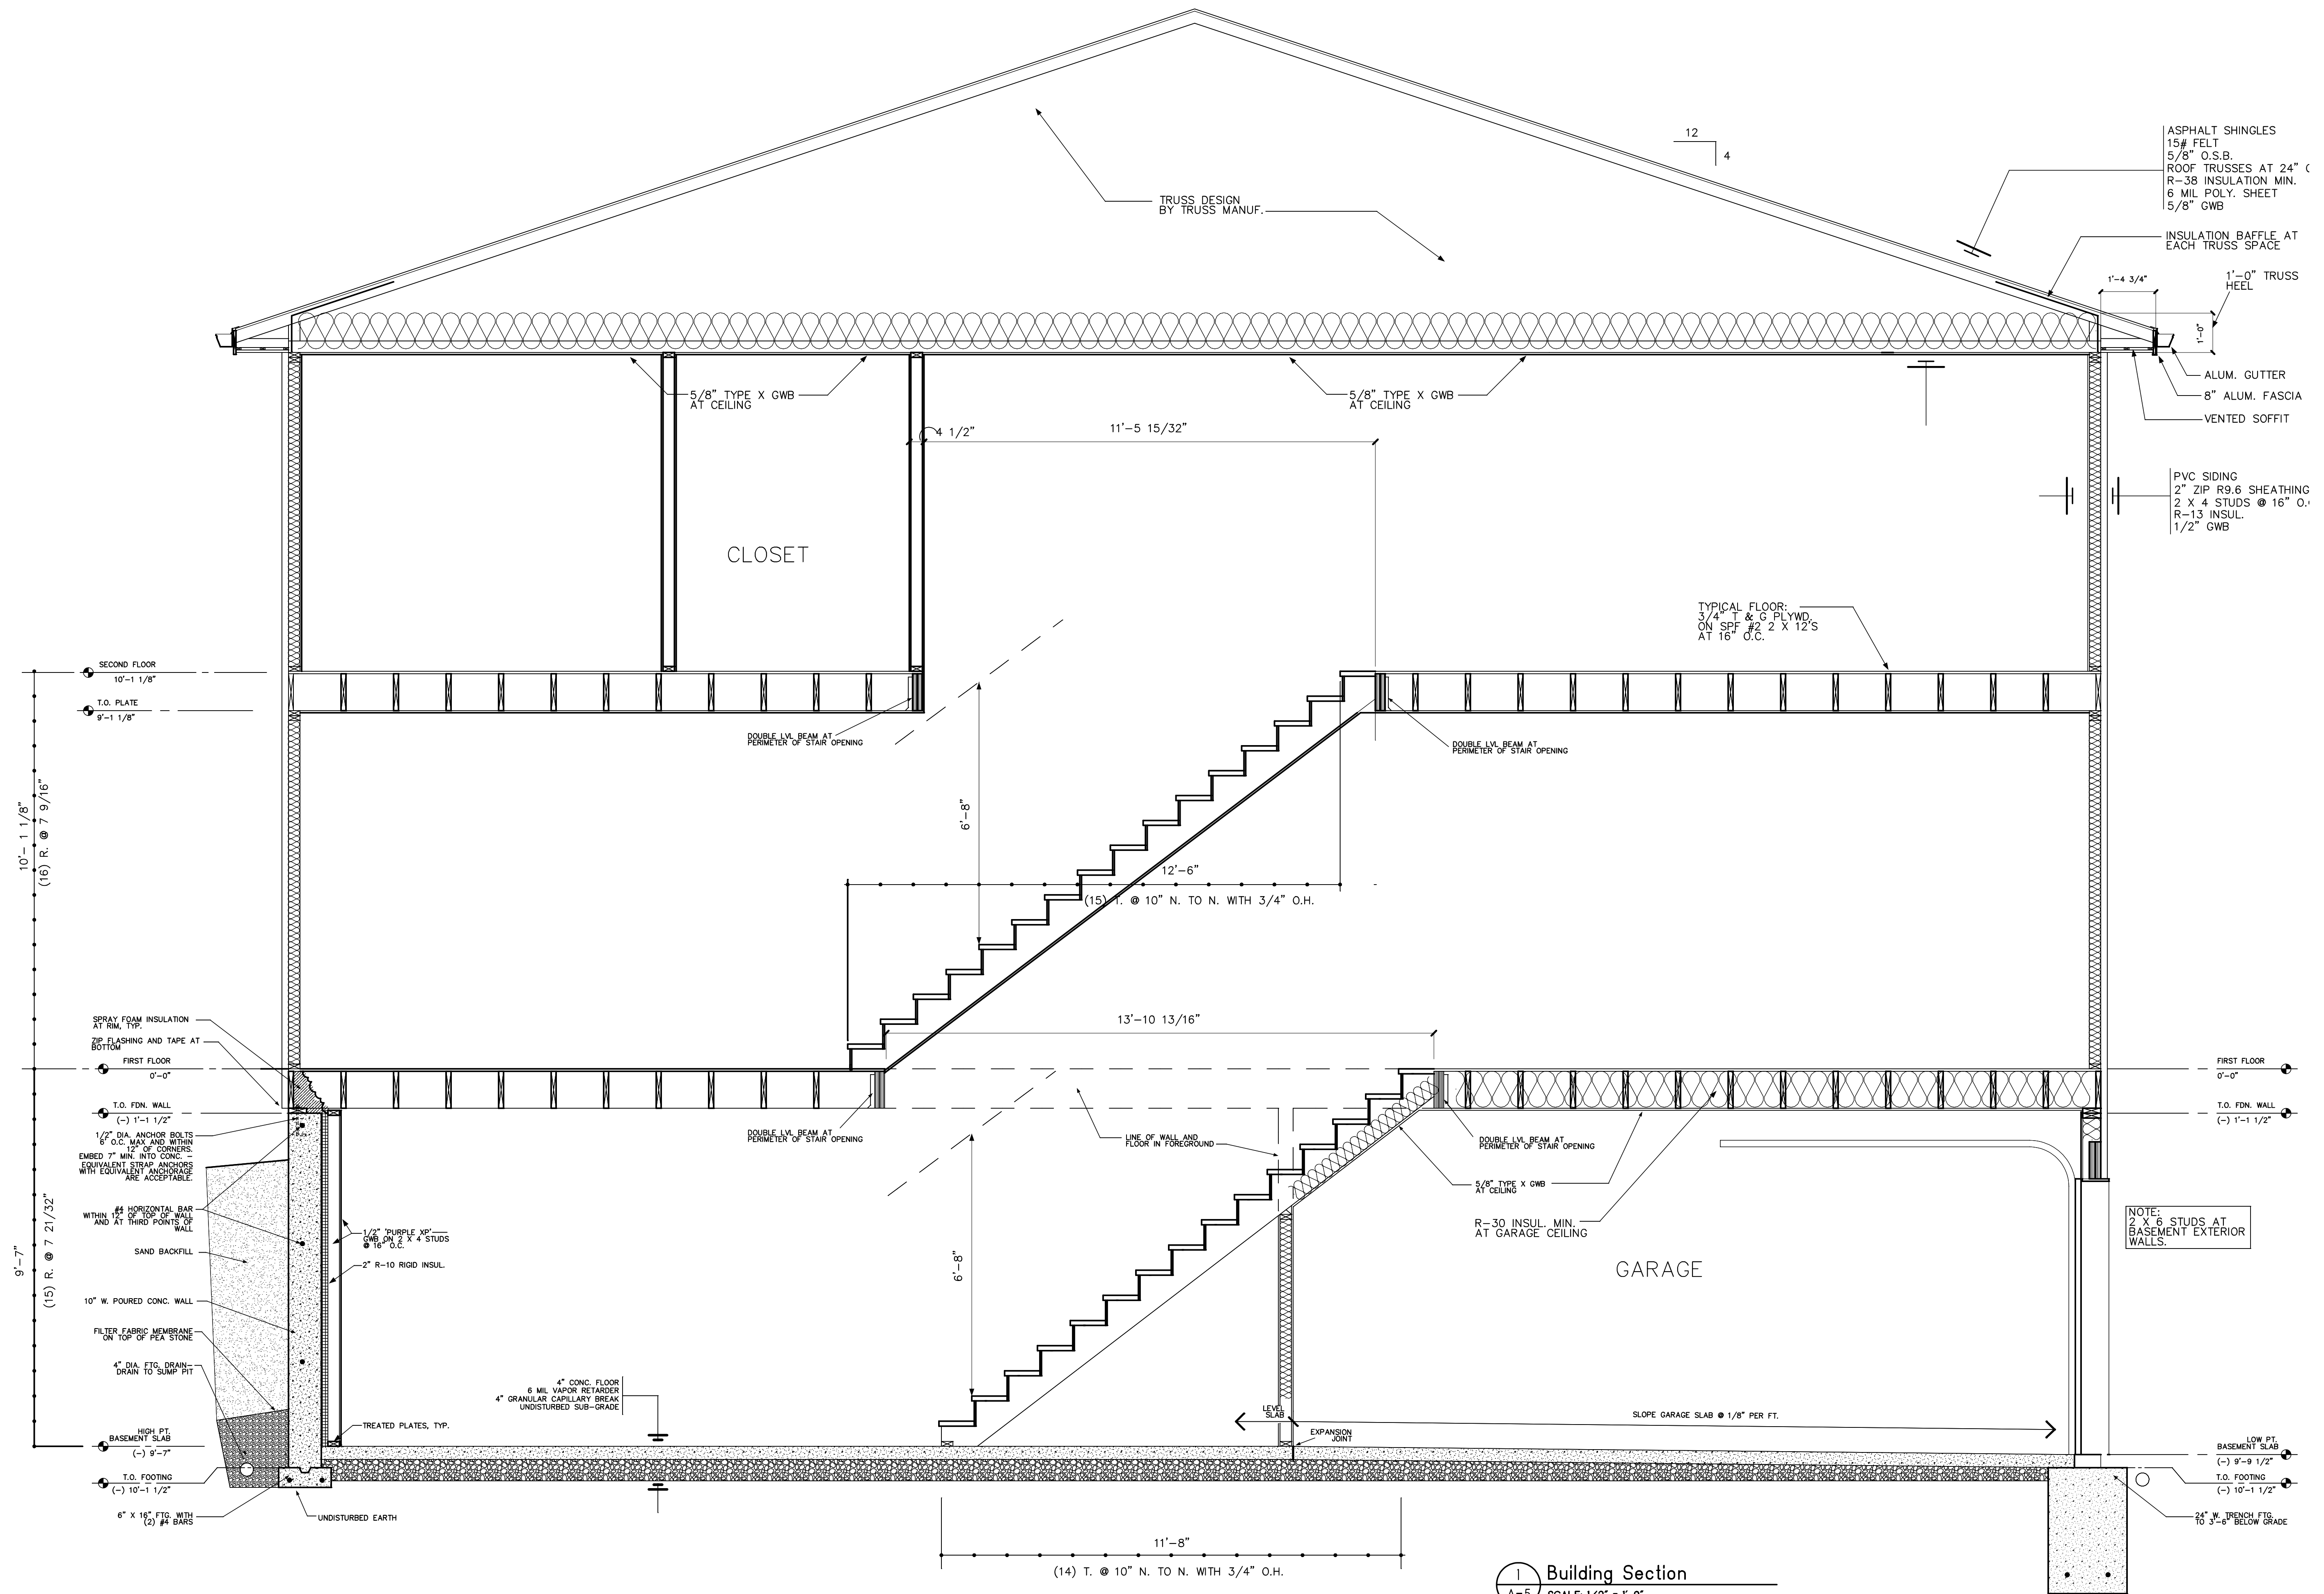 12
4
ASPHALT SHINGLES
15# FELT
5/8" O.S.B.
ROOF TRUSSES AT 24"
R-38 INSULATION MIN.
6 MIL POLY. SHEET
5/8" GWB
TRUSS DESIGN
BY TRUSS MANUF.
INSULATION BAFFLE AT
EACH TRUSS SPACE
1'-4 3/4"
1'-0" TRUSS
HEEL
1'-0"
ALUM. GUTTER
8" ALUM. FASCIA
VENTED SOFFIT
5/8" TYPE X GWB
AT CEILING
5/8" TYPE X GWB
AT CEILING
4 1/2"
11'-5 15/32"
PVC SIDING
2" ZIP R9.6 SHEATHING
2 X 4 STUDS @ 16"
R-13 INSUL.
1/2" GWB
CLOSET
TYPICAL FLOOR:
3/4" T & G PLYWD.
ON SPF #2 2 X 12'S
AT 16" O.C.
SECOND FLOOR
10'-1 1/8"
T.O. PLATE
9'-1 1/8"
DOUBLE LVL BEAM AT
PERIMETER OF STAIR OPENING
DOUBLE LVL BEAM AT
PERIMETER OF STAIR OPENING
10'- 1 1/8"
(16) R. @ 7 9/16"
6'-8"
12'-6"
(15) T. @ 10" N. TO N. WITH 3/4" O.H.
13'-10 13/16"
SPRAY FOAM INSULATION
AT RIM, TYP.
ZIP FLASHING AND TAPE AT
BOTTOM
FIRST FLOOR
0'-0"
T.O. FDN. WALL
(-) 1'-1 1/2"
FIRST FLOOR
0'-0"
T.O. FDN. WALL
(-) 1'-1 1/2"
1/2" DIA. ANCHOR BOLTS
6' O.C. MAX AND WITHIN
12" OF CORNERS.
EMBED 7" MIN. INTO CONC. -
EQUIVALENT STRAP ANCHORS
WITH EQUIVALENT ANCHORAGE
ARE ACCEPTABLE.
DOUBLE LVL BEAM AT
PERIMETER OF STAIR OPENING
LINE OF WALL AND
FLOOR IN FOREGROUND
DOUBLE LVL BEAM AT
PERIMETER OF STAIR OPENING
5/8" TYPE X GWB
AT CEILING
R-30 INSUL. MIN.
AT GARAGE CEILING
#4 HORIZONTAL BAR
WITHIN 12" OF TOP OF WALL
AND AT THIRD POINTS OF
WALL
1/2" 'PURPLE XP'
GWB ON 2 X 4 STUDS
@ 16" O.C.
SAND BACKFILL
2" R-10 RIGID INSUL.
9'-7"
(15) R. @ 7 21/32"
6'-8"
GARAGE
NOTE:
2 X 6 STUDS AT
BASEMENT EXTERIOR
WALLS.
10" W. POURED CONC. WALL
FILTER FABRIC MEMBRANE
ON TOP OF PEA STONE
4" DIA. FTG. DRAIN-
DRAIN TO SUMP PIT
4" CONC. FLOOR
6 MIL VAPOR RETARDER
4" GRANULAR CAPILLARY BREAK
UNDISTURBED SUB-GRADE
TREATED PLATES, TYP.
LEVEL
SLAB
EXPANSION
JOINT
SLOPE GARAGE SLAB @ 1/8" PER FT.
HIGH PT.
BASEMENT SLAB
(-) 9'-7"
T.O. FOOTING
(-) 10'-1 1/2"
6" X 16" FTG. WITH
(2) #4 BARS
UNDISTURBED EARTH
LOW PT.
BASEMENT SLAB
(-) 9'-9 1/2"
T.O. FOOTING
(-) 10'-1 1/2"
24" W. TRENCH FTG.
TO 3'-6" BELOW GRADE
11'-8"
(14) T. @ 10" N. TO N. WITH 3/4" O.H.
1
Building Section